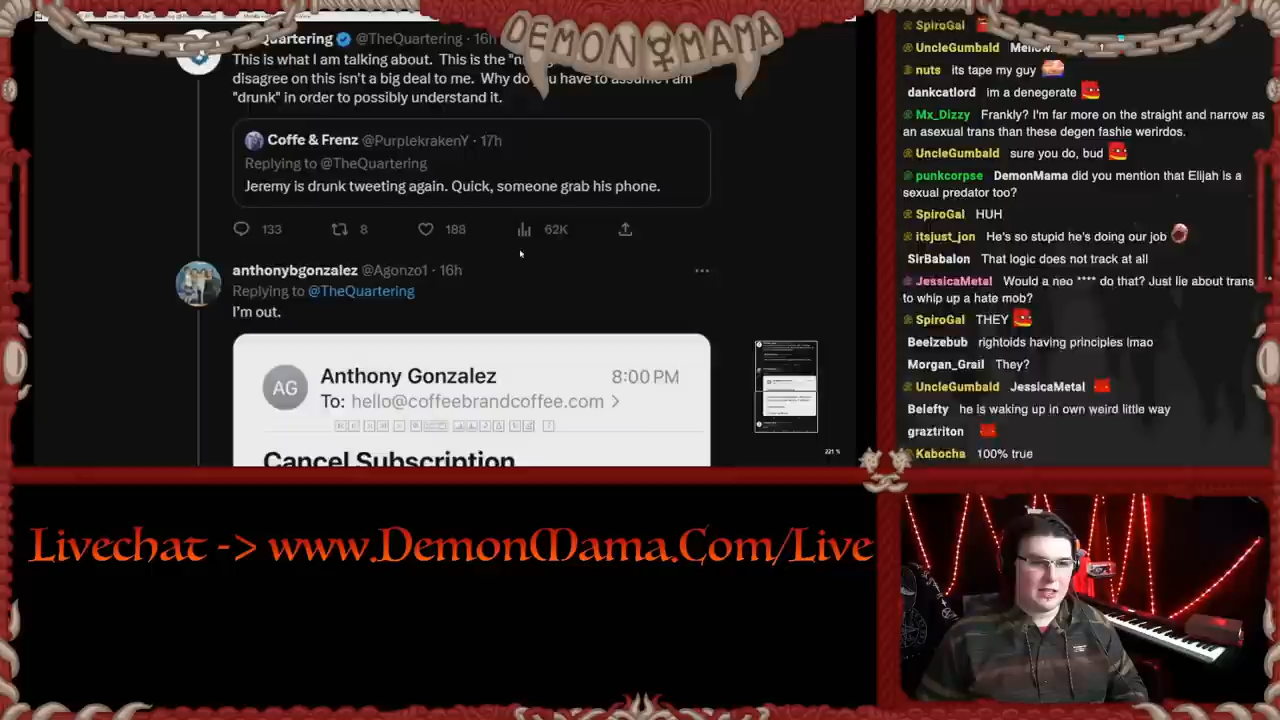 DEMON MAMA
Quartering @TheQuartering · 16h
This is what I am talking about. This is the "n
disagree on this isn't a big deal to me. Why do you have to assume I am
"drunk" in order to possibly understand it.
Coffe & Frenz @PurplekrakenY · 17h
Replying to @TheQuartering
Jeremy is drunk tweeting again. Quick, someone grab his phone.
133 8 188 62K
anthonybgonzalez @Agonzo1 · 16h
Replying to @TheQuartering
I'm out.
AG
Anthony Gonzalez 8:00 PM
To: hello@coffeebrandcoffee.com >
Cancel Subscription
221 %
SpiroGal
UncleGumbald Mellow
nuts its tape my guy
dankcatlord im a denegerate
Mx_Dizzy Frankly? I'm far more on the straight and narrow as
an asexual trans than these degen fashie werirdos.
UncleGumbald sure you do, bud
punkcorpse DemonMama did you mention that Elijah is a
sexual predator too?
SpiroGal HUH
itsjust_jon He's so stupid he's doing our job
SirBabalon That logic does not track at all
JessicaMetal Would a neo **** do that? Just lie about trans
to whip up a hate mob?
SpiroGal THEY
Beelzebub rightoids having principles lmao
Morgan_Grail They?
UncleGumbald JessicaMetal
Belefty he is waking up in own weird little way
graztriton
Kabocha 100% true
Livechat -> www.DemonMama.Com/Live